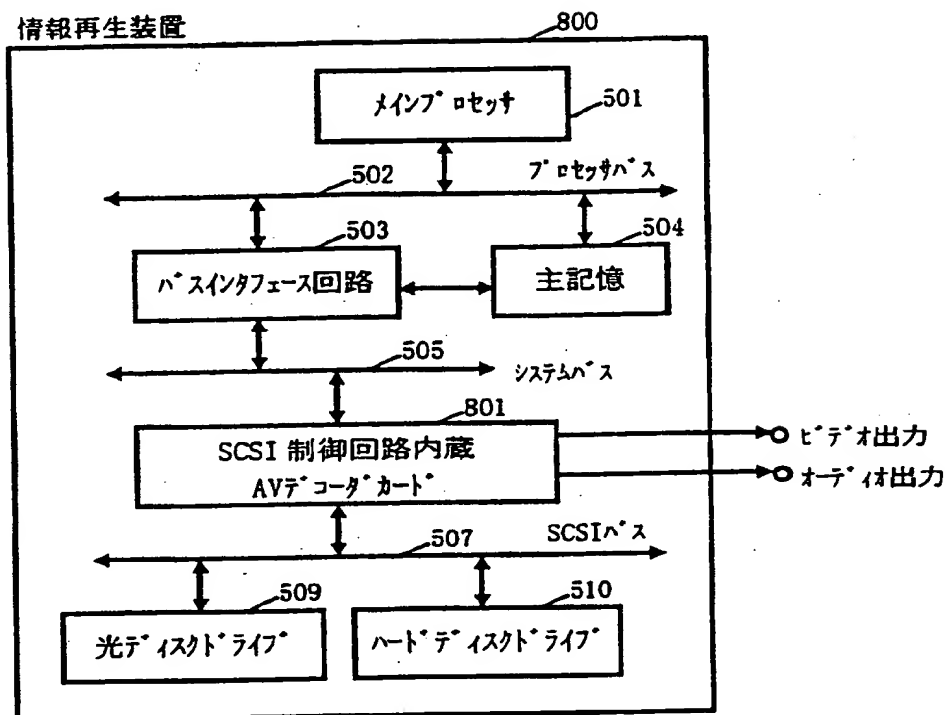 情報再生装置
800
メインプロセッサ
501
502
プロセッサバス
503
504
バスインタフェース回路
主記憶
505
システムバス
801
SCSI 制御回路内蔵
AVデコーダカード
ビデオ出力
オーディオ出力
507
SCSIバス
509
510
光ディスクドライブ
ハードディスクドライブ